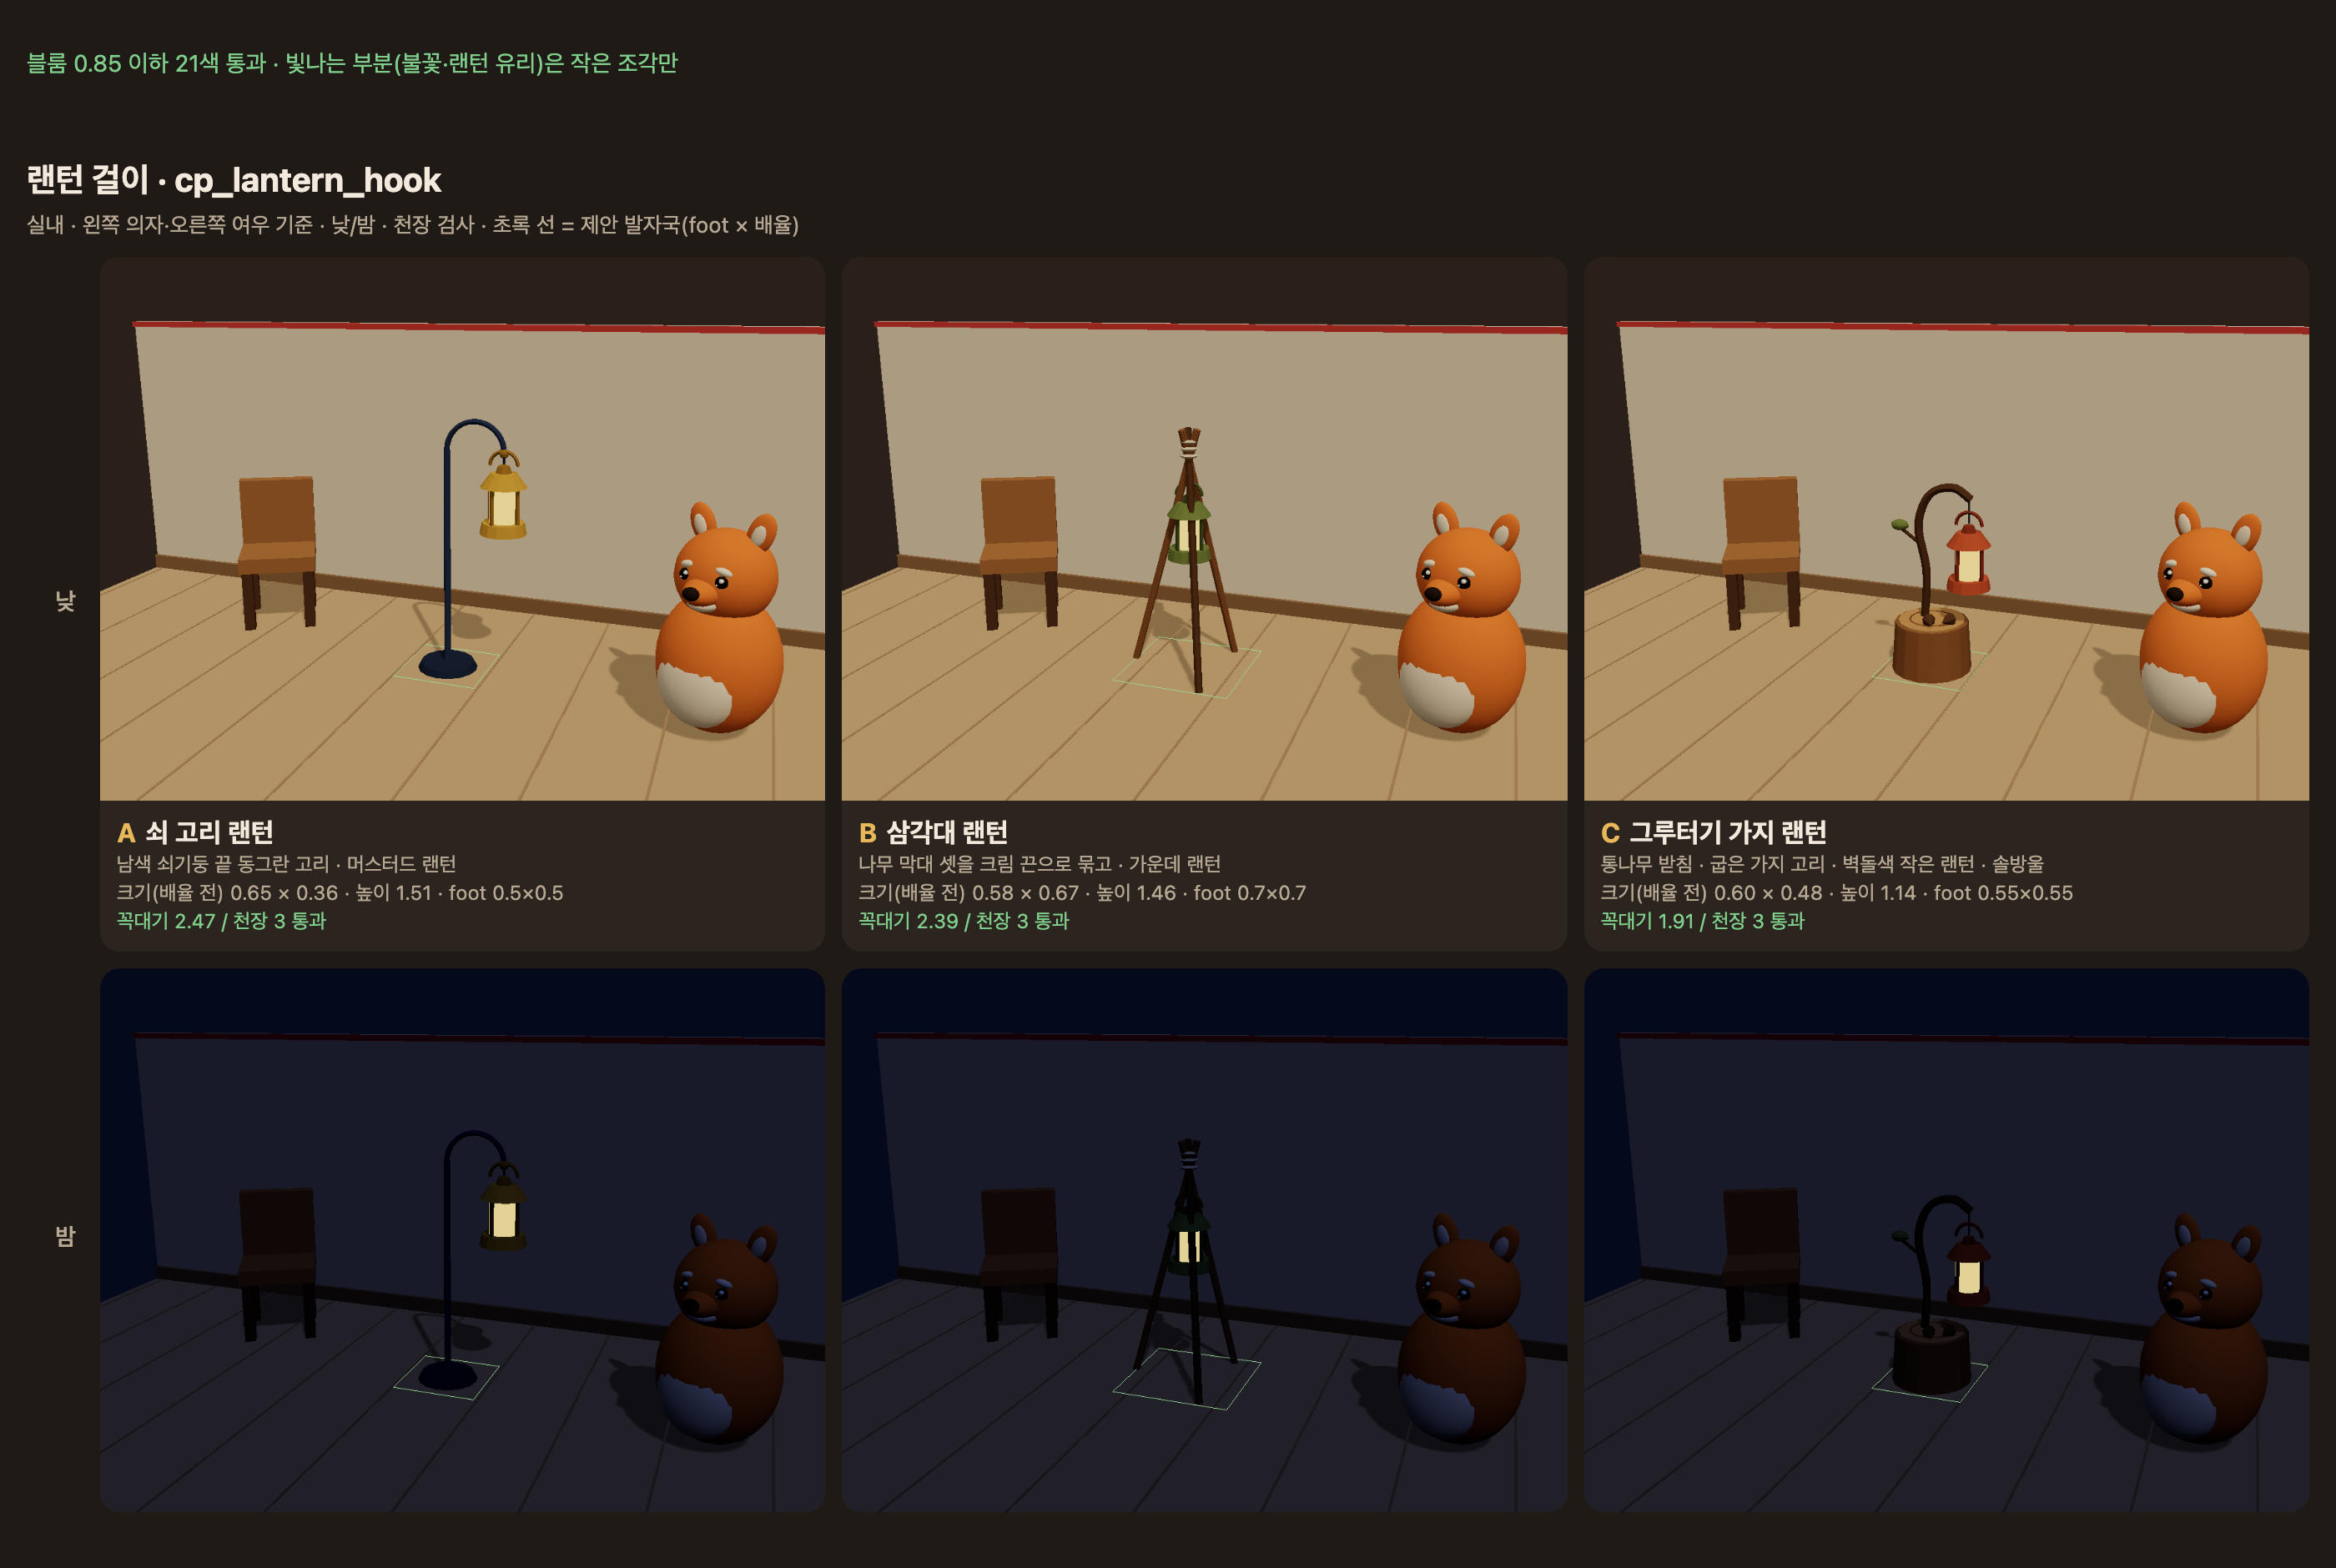 블룸 0.85 이하 21색 통과 · 빛나는 부분(불꽃·랜턴 유리)은 작은 조각만
랜턴 걸이 · cp_lantern_hook
실내 · 왼쪽 의자·오른쪽 여우 기준 · 낮/밤 · 천장 검사 · 초록 선 = 제안 발자국(foot × 배율)
낮
A 쇠 고리 랜턴
남색 쇠기둥 끝 동그란 고리 · 머스터드 랜턴
크기(배율 전) 0.65 × 0.36 · 높이 1.51 · foot 0.5×0.5
꼭대기 2.47 / 천장 3 통과
B 삼각대 랜턴
나무 막대 셋을 크림 끈으로 묶고 · 가운데 랜턴
크기(배율 전) 0.58 × 0.67 · 높이 1.46 · foot 0.7×0.7
꼭대기 2.39 / 천장 3 통과
C 그루터기 가지 랜턴
통나무 받침 · 굽은 가지 고리 · 벽돌색 작은 랜턴 · 솔방울
크기(배율 전) 0.60 × 0.48 · 높이 1.14 · foot 0.55×0.55
꼭대기 1.91 / 천장 3 통과
밤